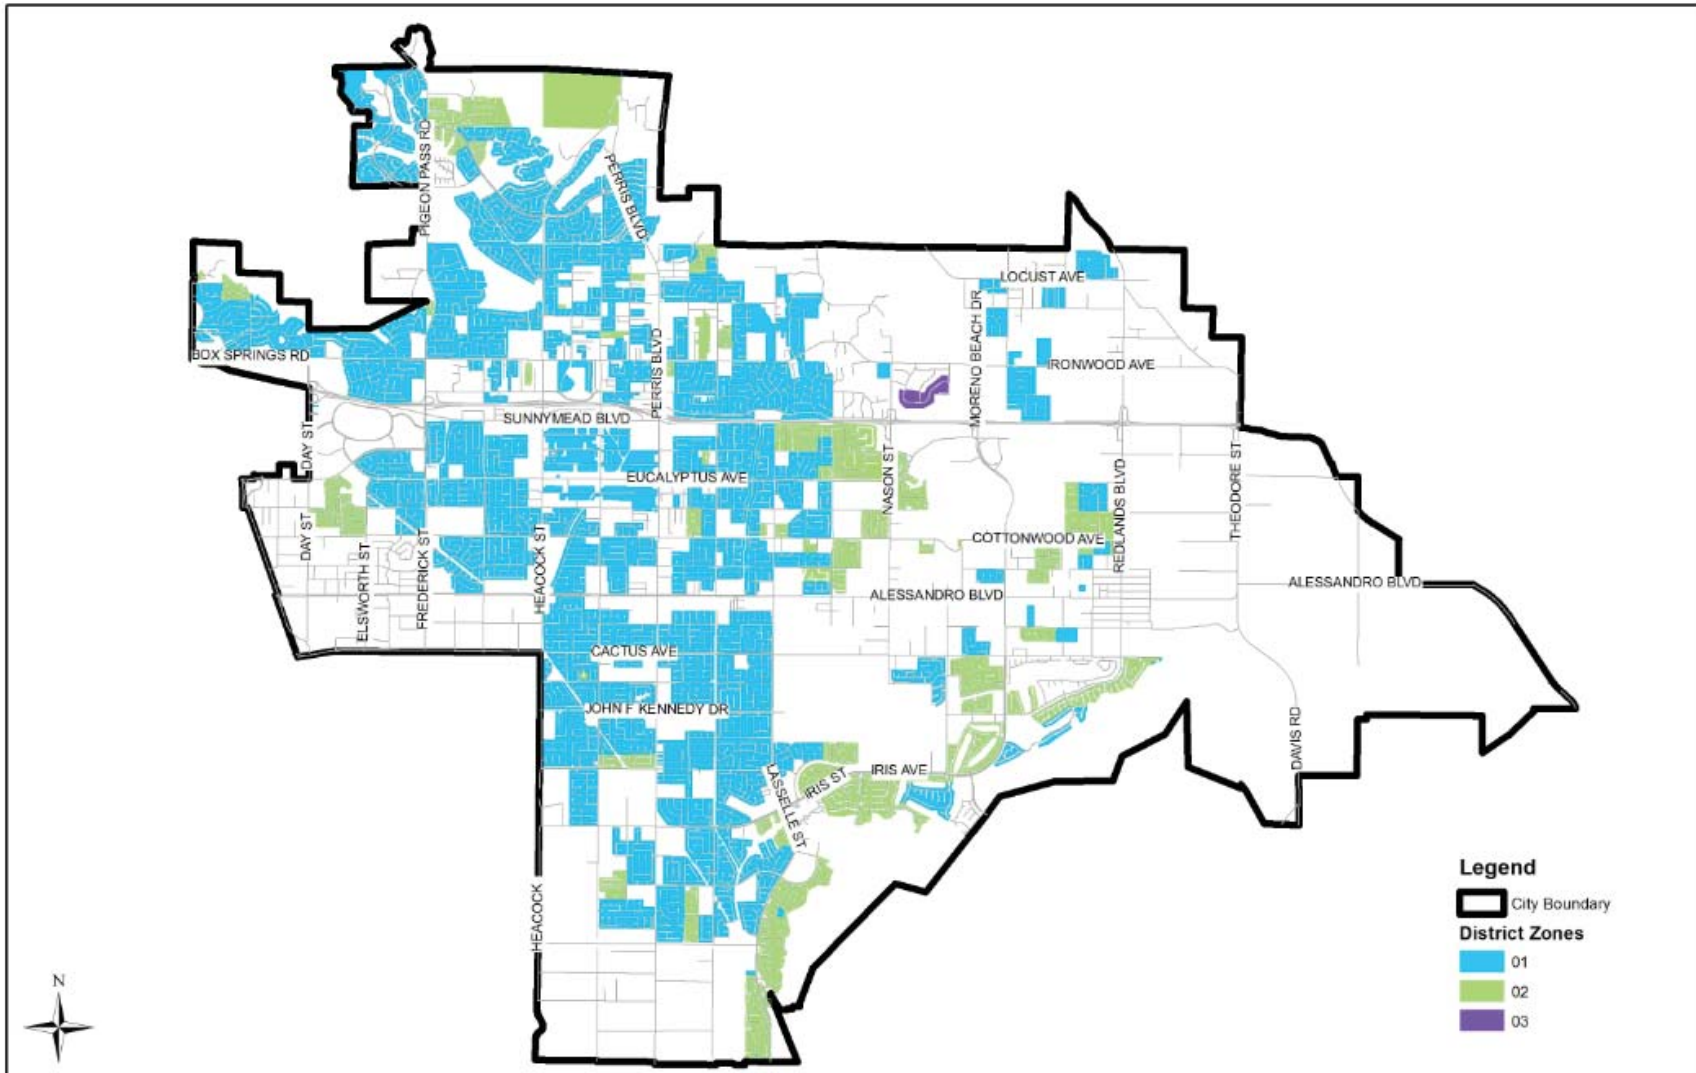 PIGEON PASS RD
PERRIS BLVD
LOCUST AVE
MORENO BEACH DR
BOX SPRINGS RD
PERRIS BLVD
IRONWOOD AVE
SUNNYMEAD BLVD
DAY ST
EUCALYPTUS AVE
NASON ST
REDLANDS BLVD
THEODORE ST
DAY ST
ELSWORTH ST
FREDERICK ST
HEACOCK ST
COTTONWOOD AVE
ALESSANDRO BLVD
ALESSANDRO BLVD
CACTUS AVE
JOHN F KENNEDY DR
DAVIS RD
LASSELLE ST
IRIS ST
IRIS AVE
HEACOCK
N
Legend
City Boundary
District Zones
01
02
03